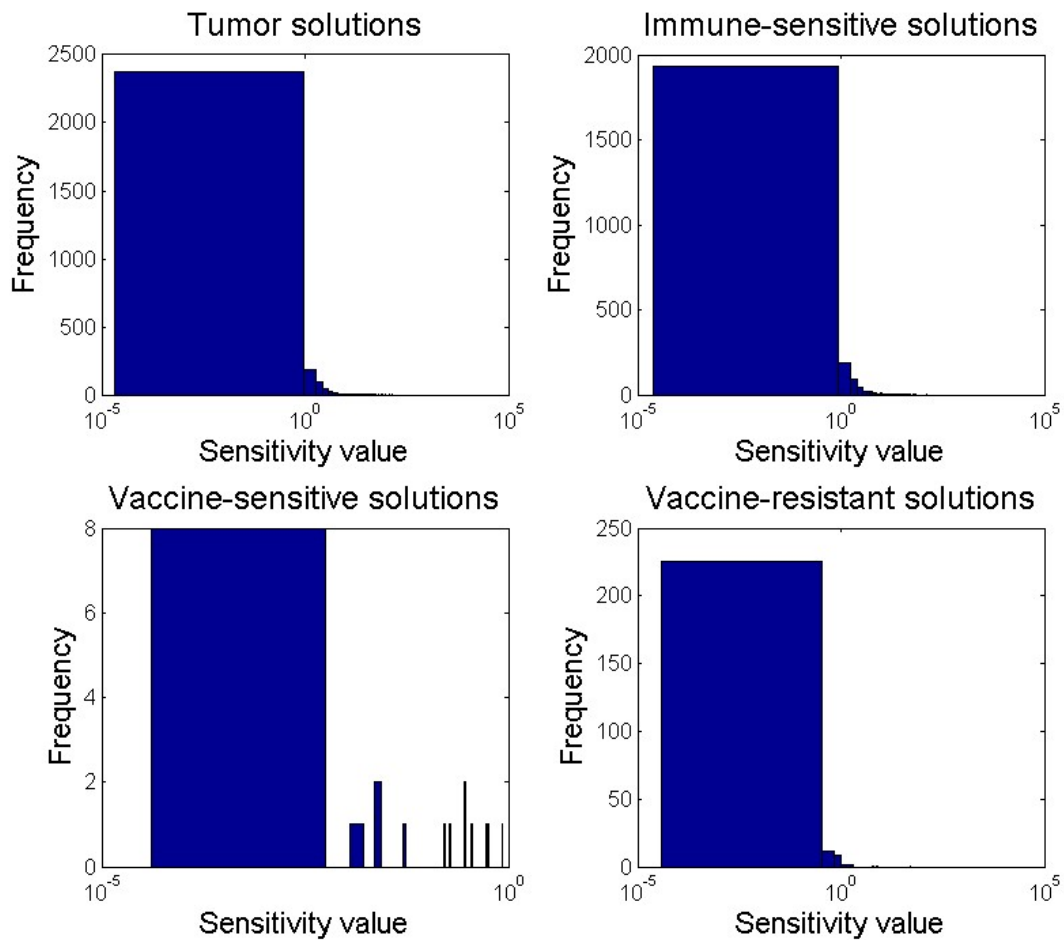 Tumor solutions
Frequency
2500
2000
1500
1000
500
0
10^-5
10^0
10^5
Sensitivity value
Immune-sensitive solutions
Frequency
2000
1500
1000
500
0
10^-5
10^0
10^5
Sensitivity value
Vaccine-sensitive solutions
Frequency
8
6
4
2
0
10^-5
10^0
Sensitivity value
Vaccine-resistant solutions
Frequency
250
200
150
100
50
0
10^-5
10^0
10^5
Sensitivity value